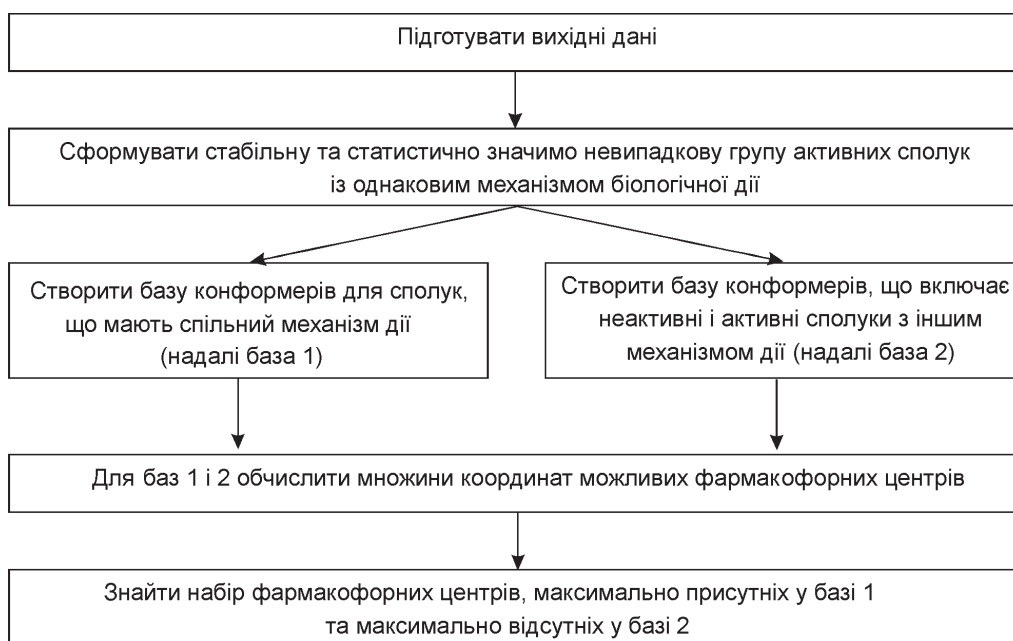 Підготувати вихідні дані
Сформувати стабільну та статистично значимо невипадкову групу активних сполук
із однаковим механізмом біологічної дії
Створити базу конформерів для сполук,
що мають спільний механізм дії
(надалі база 1)
Створити базу конформерів, що включає
неактивні і активні сполуки з іншим
механізмом дії (надалі база 2)
Для баз 1 і 2 обчислити множини координат можливих фармакофорних центрів
Знайти набір фармакофорних центрів, максимально присутніх у базі 1
та максимально відсутніх у базі 2